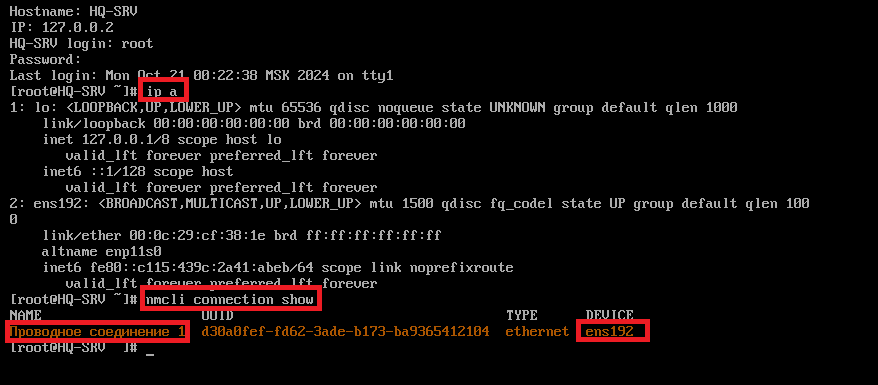 Hostname: HQ-SRV
IP: 127.0.0.2
HQ-SRV login: root
Password:
Last login: Mon Oct 21 00:22:38 MSK 2024 on tty1
[root@HQ-SRV ~]# ip a
1: lo: <LOOPBACK,UP,LOWER_UP> mtu 65536 qdisc noqueue state UNKNOWN group default qlen 1000
    link/loopback 00:00:00:00:00:00 brd 00:00:00:00:00:00
    inet 127.0.0.1/8 scope host lo
       valid_lft forever preferred_lft forever
    inet6 ::1/128 scope host
       valid_lft forever preferred_lft forever
2: ens192: <BROADCAST,MULTICAST,UP,LOWER_UP> mtu 1500 qdisc fq_codel state UP group default qlen 100
0
    link/ether 00:0c:29:cf:38:1e brd ff:ff:ff:ff:ff:ff
    altname enp11s0
    inet6 fe80::c115:439c:2a41:abeb/64 scope link noprefixroute
       valid_lft forever preferred_lft forever
[root@HQ-SRV ~]# nmcli connection show
NAME                    UUID                                  TYPE      DEVICE
Проводное соединение 1  d30a0fef-fd62-3ade-b173-ba9365412104  ethernet  ens192
[root@HQ-SRV ~]# _